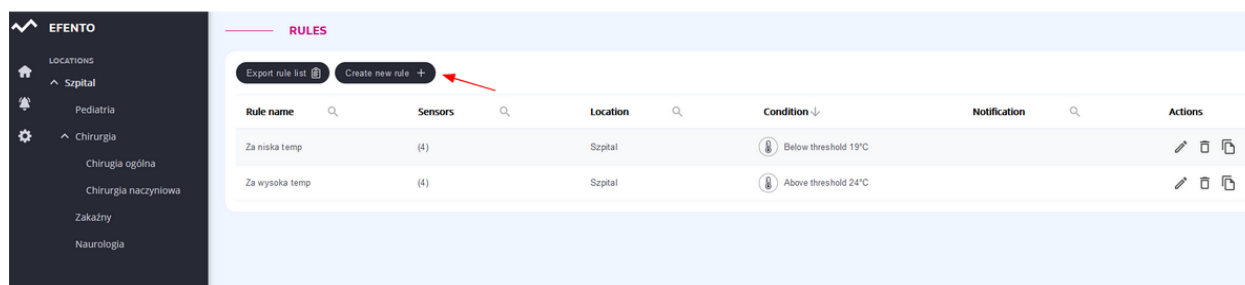 EFENTO
LOCATIONS
Szpital
Pediatria
Chirurgia
Chirugia ogólna
Chirurgia naczyniowa
Zakaźny
Naurologia
RULES
Export rule list
Create new rule +
Rule name Sensors Location Condition Notification Actions
Za niska temp (4) Szpital Below threshold 19°C
Za wysoka temp (4) Szpital Above threshold 24°C